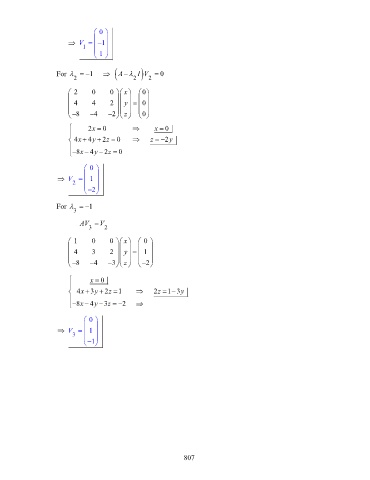 ⇒ V₁ = (0; −1; 1)
For λ₂ = −1 ⇒ (A − λ₂I)V₂ = 0
(2 0 0; 4 4 2; −8 −4 −2)(x; y; z) = (0; 0; 0)
2x = 0 ⇒ x = 0
4x + 4y + 2z = 0 ⇒ z = −2y
−8x − 4y − 2z = 0
⇒ V₂ = (0; 1; −2)
For λ₃ = −1
AV₃ = V₂
(1 0 0; 4 3 2; −8 −4 −3)(x; y; z) = (0; 1; −2)
x = 0
4x + 3y + 2z = 1 ⇒ 2z = 1 − 3y
−8x − 4y − 3z = −2 ⇒
⇒ V₃ = (0; 1; −1)
807